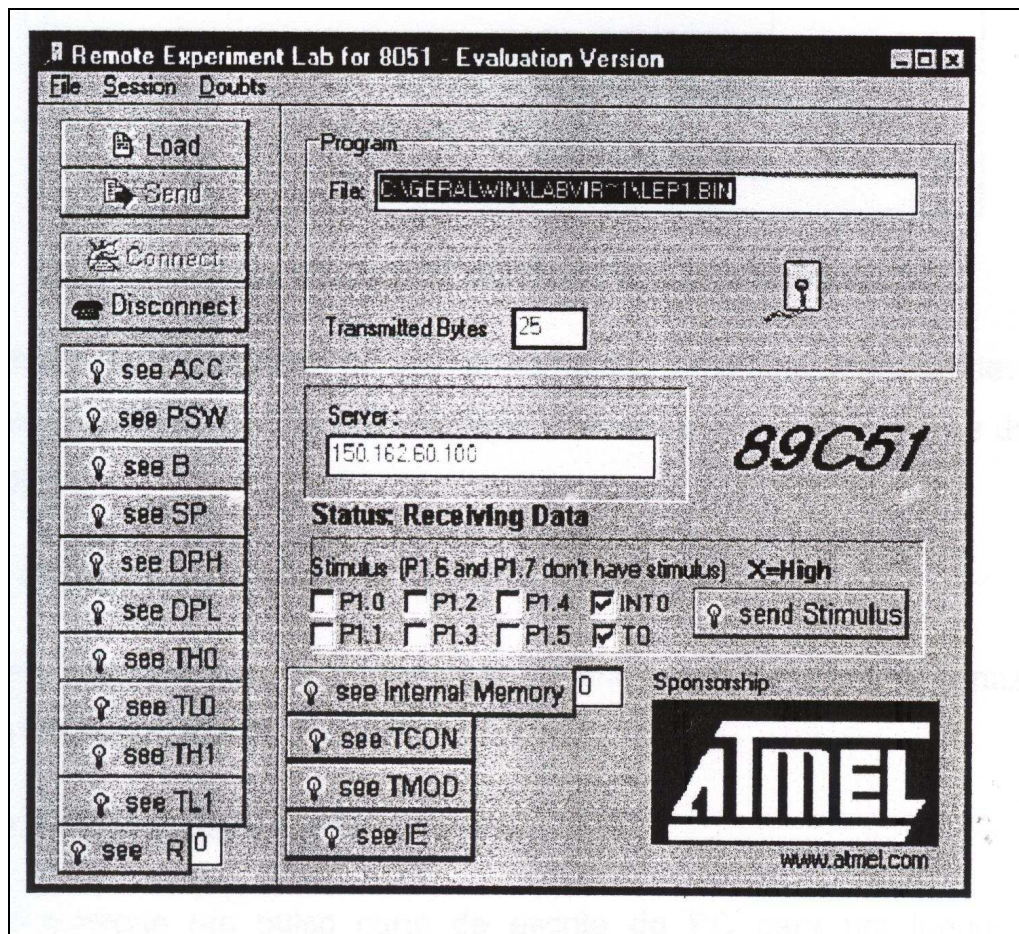 Remote Experiment Lab for 8051 - Evaluation Version
File Session Doubts
Load
Send
Connect
Disconnect
see ACC
see PSW
see B
see SP
see DPH
see DPL
see TH0
see TL0
see TH1
see TL1
see R 0
Program
File: C:\GERALWIN\LABVIR~1\LEP1.BIN
Transmitted Bytes 25
Server:
150.162.60.100
89C51
Status: Receiving Data
Stimulus (P1.6 and P1.7 don't have stimulus) X=High
P1.0 P1.2 P1.4 INT0
P1.1 P1.3 P1.5 T0
send Stimulus
see Internal Memory 0
see TCON
see TMOD
see IE
Sponsorship
ATMEL
www.atmel.com